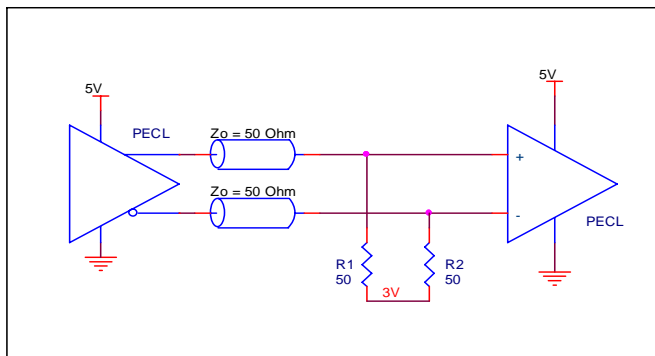 5V
5V
PECL
Zo = 50 Ohm
+
Zo = 50 Ohm
-
PECL
R1
50
R2
50
3V